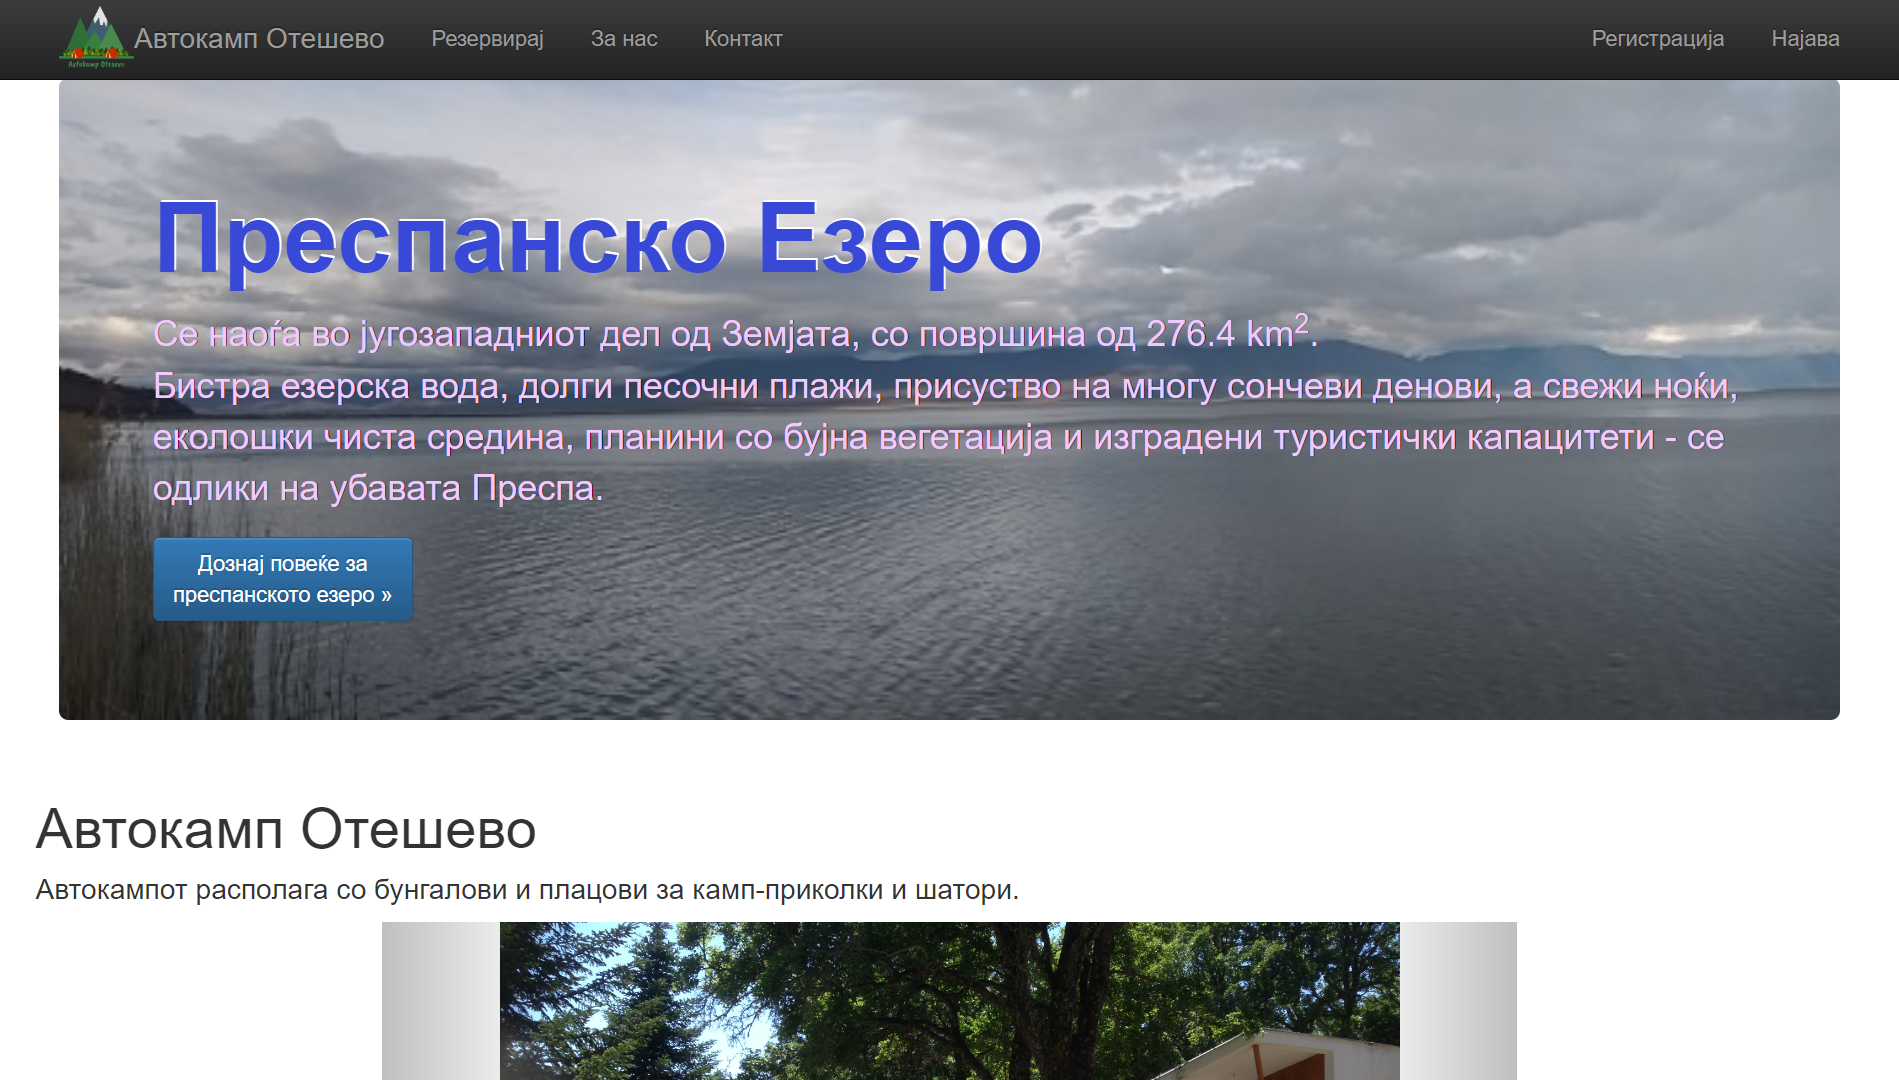 Avtokamp Otesevo
Автокамп Отешево
Резервирај
За нас
Контакт
Регистрација
Најава
Преспанско Езеро
Се наоѓа во југозападниот дел од Земјата, со површина од 276.4 km².
Бистра езерска вода, долги песочни плажи, присуство на многу сончеви денови, а свежи ноќи,
еколошки чиста средина, планини со бујна вегетација и изградени туристички капацитети - се
одлики на убавата Преспа.
Дознај повеќе за
преспанското езеро »
Автокамп Отешево
Автокампот располага со бунгалови и плацови за камп-приколки и шатори.